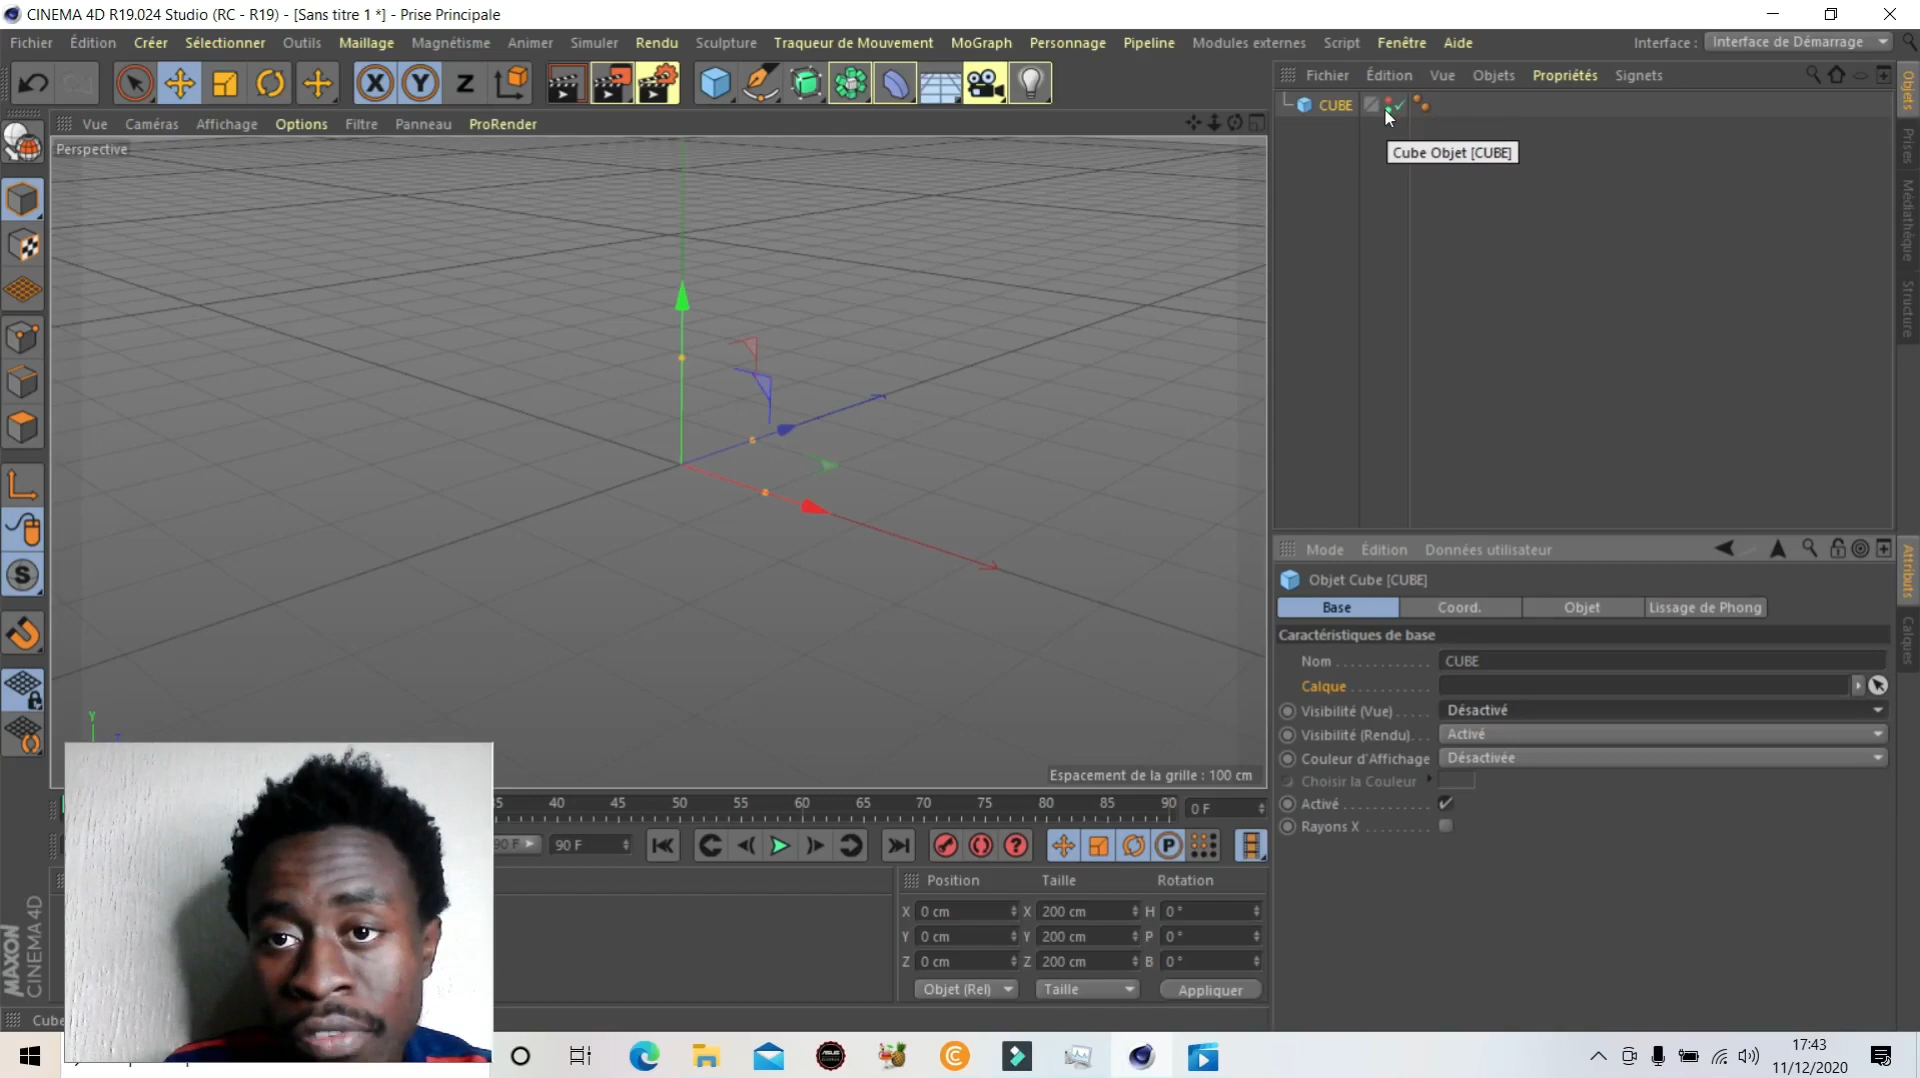 CINEMA 4D R19.024 Studio (RC - R19) - [Sans titre 1 *] - Prise Principale
Fichier Édition Créer Sélectionner Outils Maillage Magnétisme Animer Simuler Rendu Sculpture Traqueur de Mouvement MoGraph Personnage Pipeline Modules externes Script Fenêtre Aide Interface : Interface de Démarrage
X Y Z
Fichier Édition Vue Objets Propriétés Signets
Objets
Prises
Médiathèque
Structure
CUBE
Cube Objet [CUBE]
Vue Caméras Affichage Options Filtre Panneau ProRender
Perspective
Y
Z
Espacement de la grille : 100 cm
Mode Édition Données utilisateur
Attributs
Calques
Objet Cube [CUBE]
Base Coord. Objet Lissage de Phong
Caractéristiques de base
Nom CUBE
Calque
Visibilité (Vue) Désactivé
Visibilité (Rendu) Activé
Couleur d'Affichage Désactivée
Choisir la Couleur
Activé
Rayons X
40 45 50 55 60 65 70 75 80 85 90 0 F
90 F 90 F
Position Taille Rotation
X 0 cm X 200 cm H 0 °
Y 0 cm Y 200 cm P 0 °
Z 0 cm Z 200 cm B 0 °
Objet (Rel) Taille Appliquer
MAXON
CINEMA 4D
Cube
17:43
11/12/2020